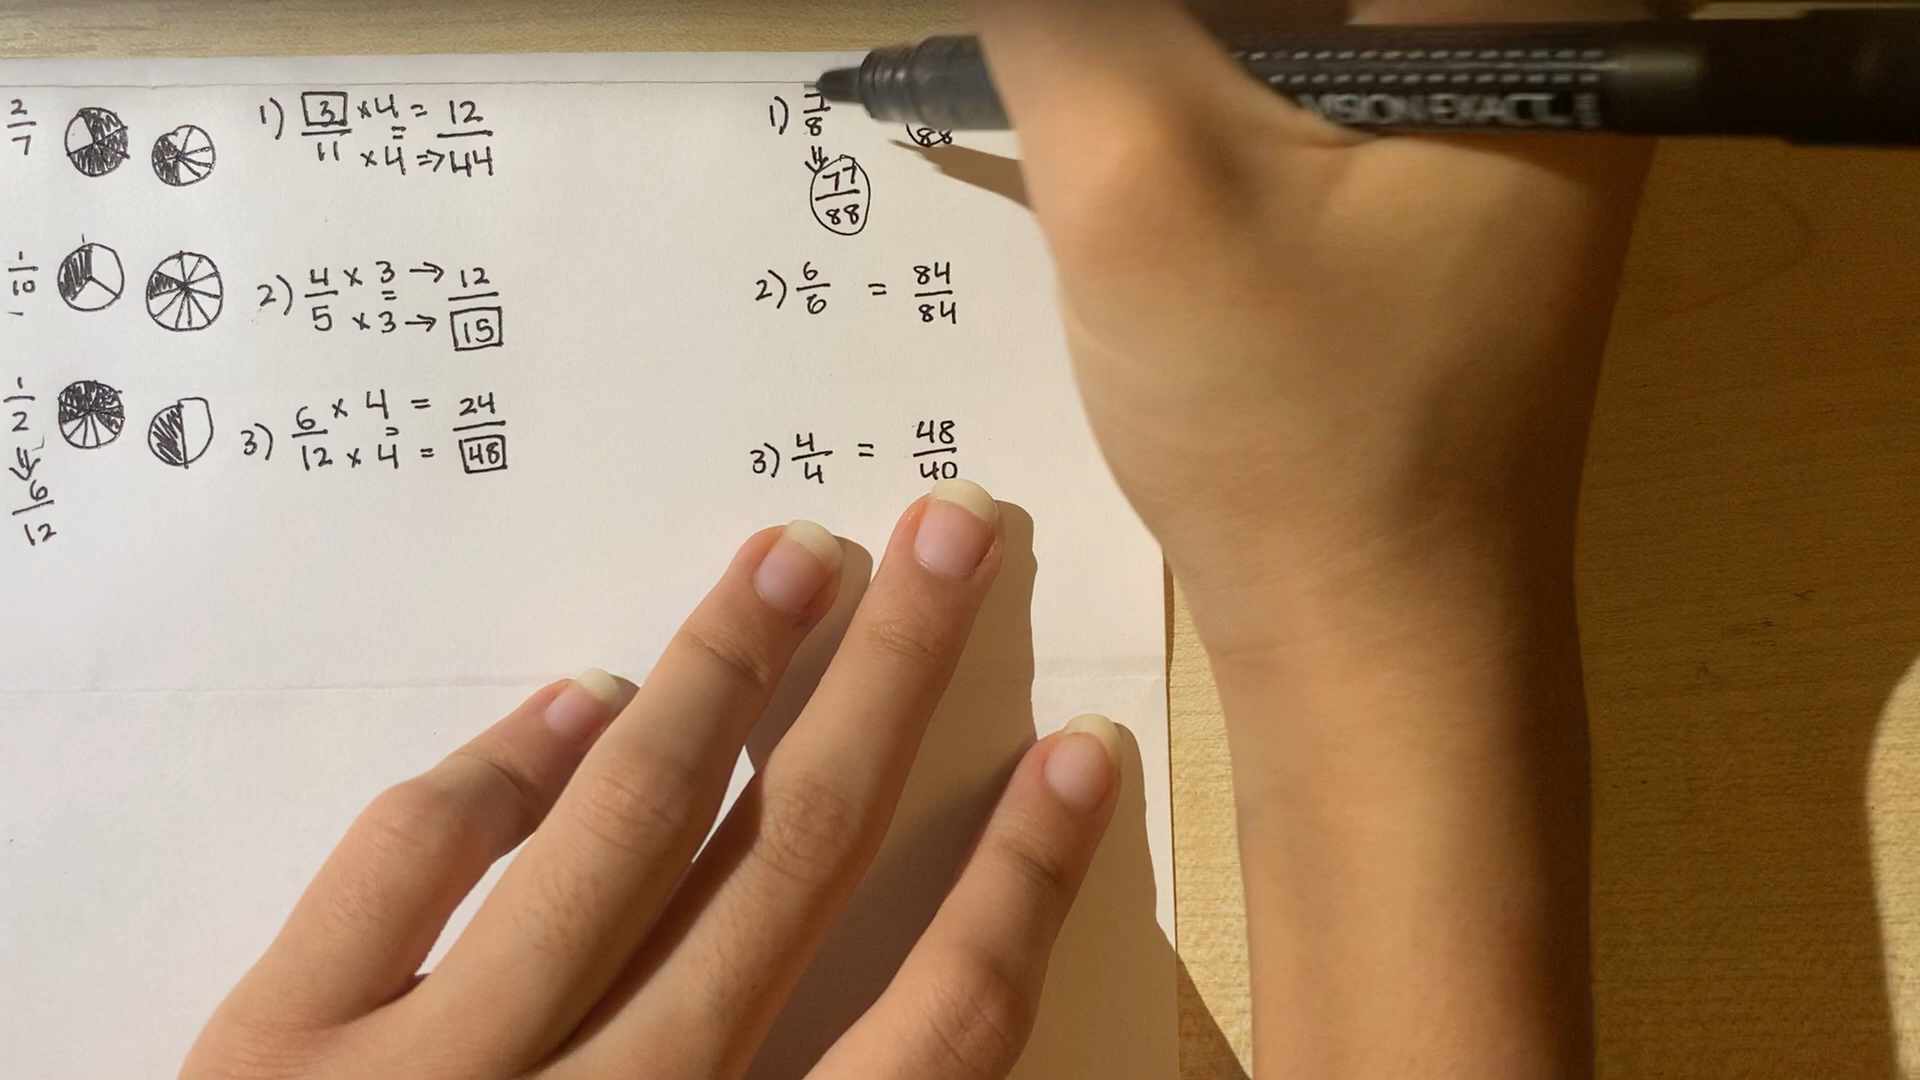 2/7
1/10
1/2
6/12
1) 3/11 ×4 = 12/44
×4 ⇒
=
2) 4/5 × 3 → 12/15
× 3 →
=
3) 6/12 × 4 = 24/48
× 4 =
=
1) 7/8
77/88
88
2) 6/6 = 84/84
3) 4/4 = 48/40
VISION EXACT